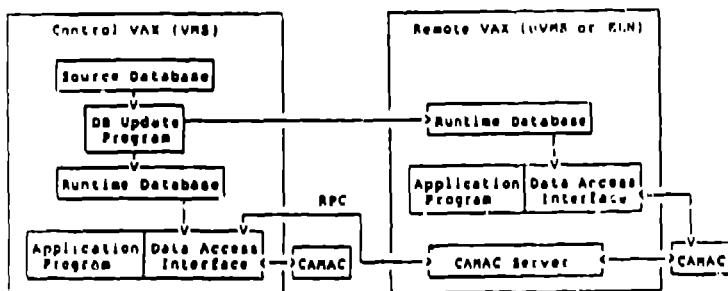 Control VAX (VMS)
Source Database
DB Update
Program
Runtime Database
Application
Program
Data Access
Interface
CAMAC
RPC
Remote VAX (uVMS or ELN)
Runtime Database
Application
Program
Data Access
Interface
CAMAC Server
CAMAC